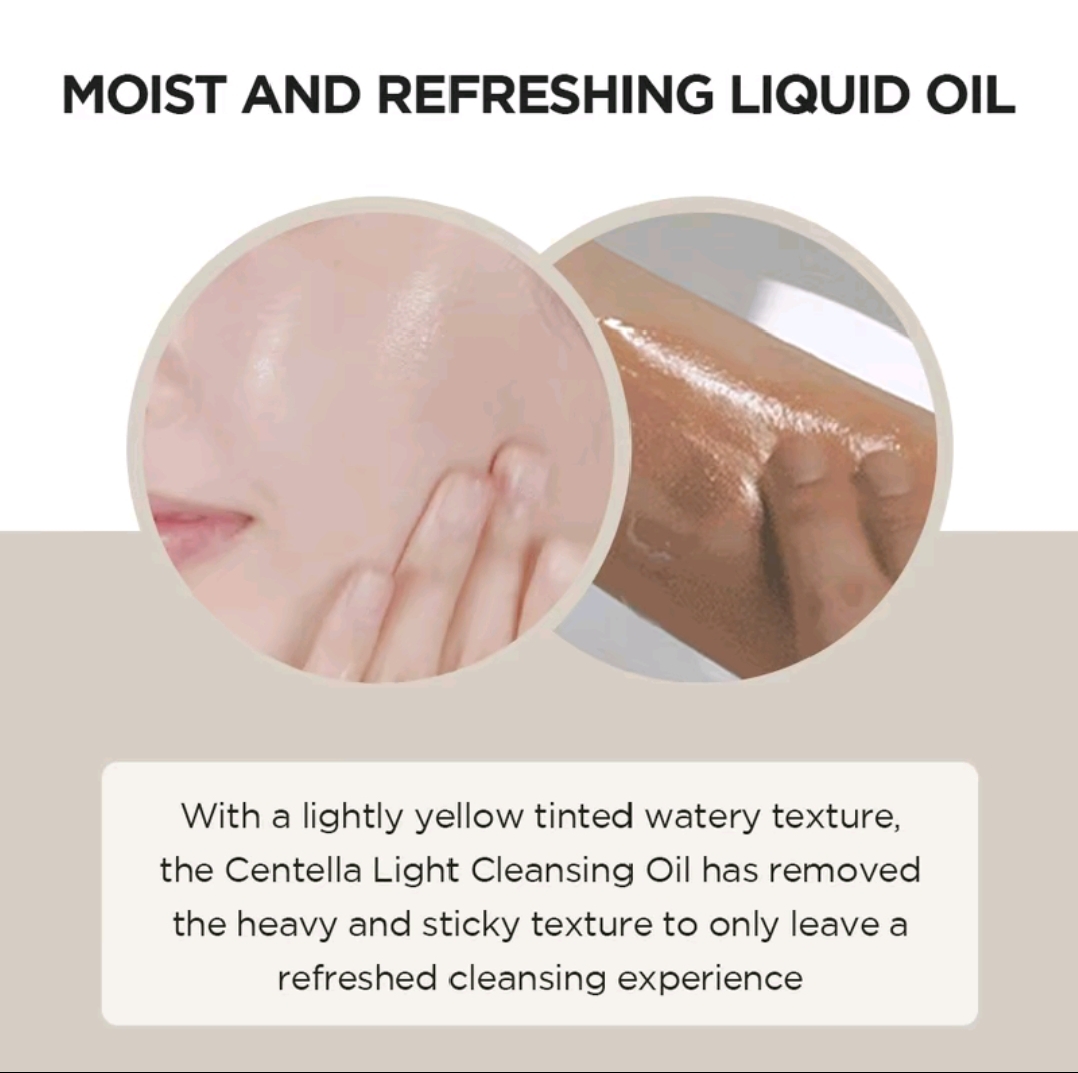 MOIST AND REFRESHING LIQUID OIL
With a lightly yellow tinted watery texture,
the Centella Light Cleansing Oil has removed
the heavy and sticky texture to only leave a
refreshed cleansing experience